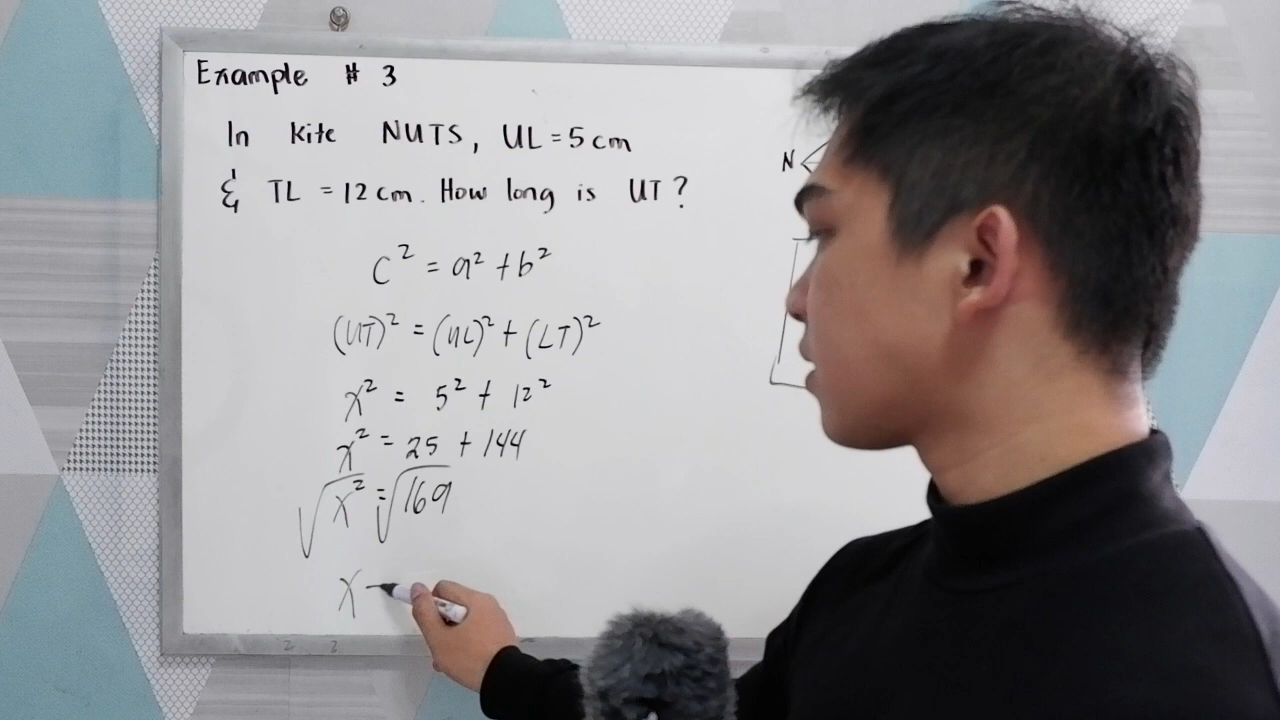 Example # 3
In kite NUTS, UL = 5 cm
& TL = 12 cm. How long is UT?
N
c² = a² + b²
(UT)² = (UL)² + (LT)²
x² = 5² + 12²
x² = 25 + 144
√x² = √169
x -